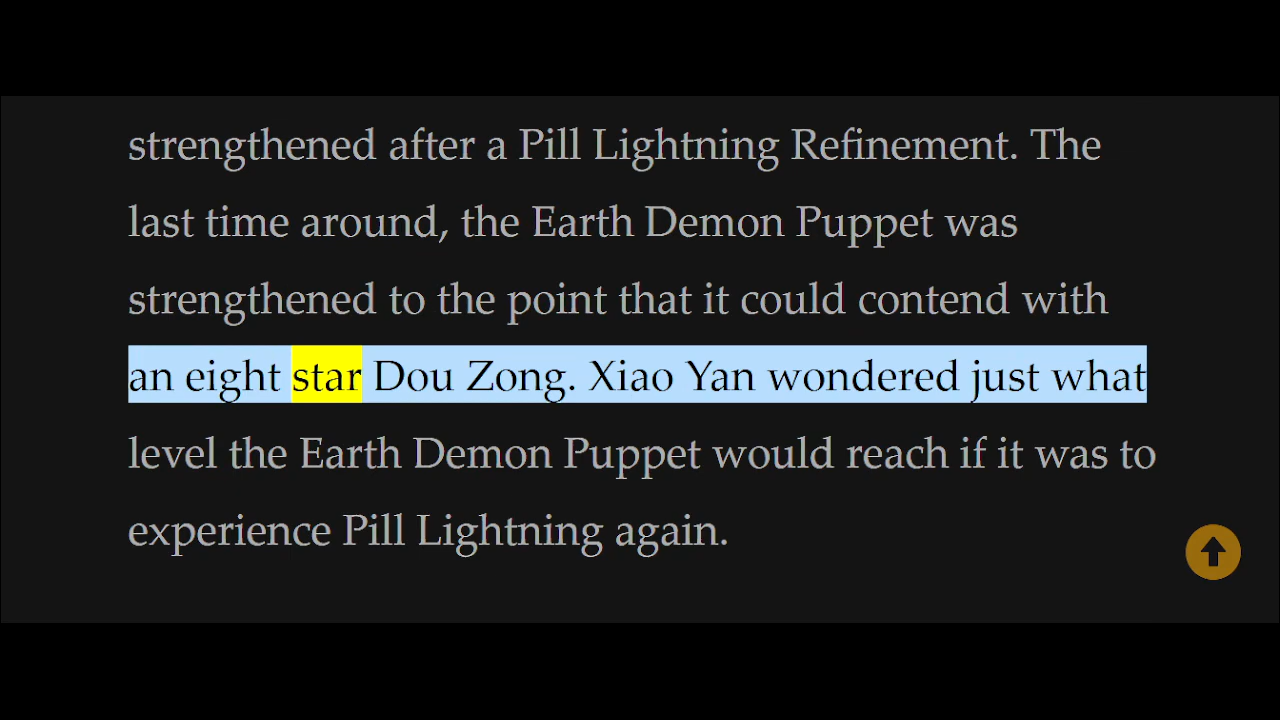 strengthened after a Pill Lightning Refinement. The
last time around, the Earth Demon Puppet was
strengthened to the point that it could contend with
an eight star Dou Zong. Xiao Yan wondered just what
level the Earth Demon Puppet would reach if it was to
experience Pill Lightning again.